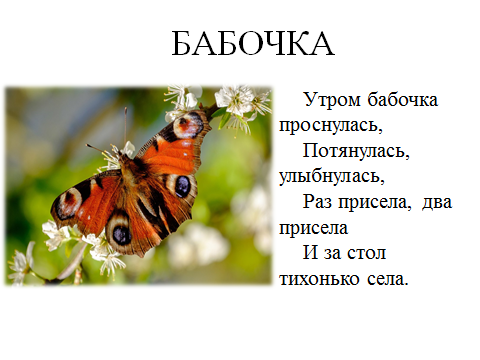 БАБОЧКА
Утром бабочка
проснулась,
Потянулась,
улыбнулась,
Раз присела, два
присела
И за стол
тихонько села.